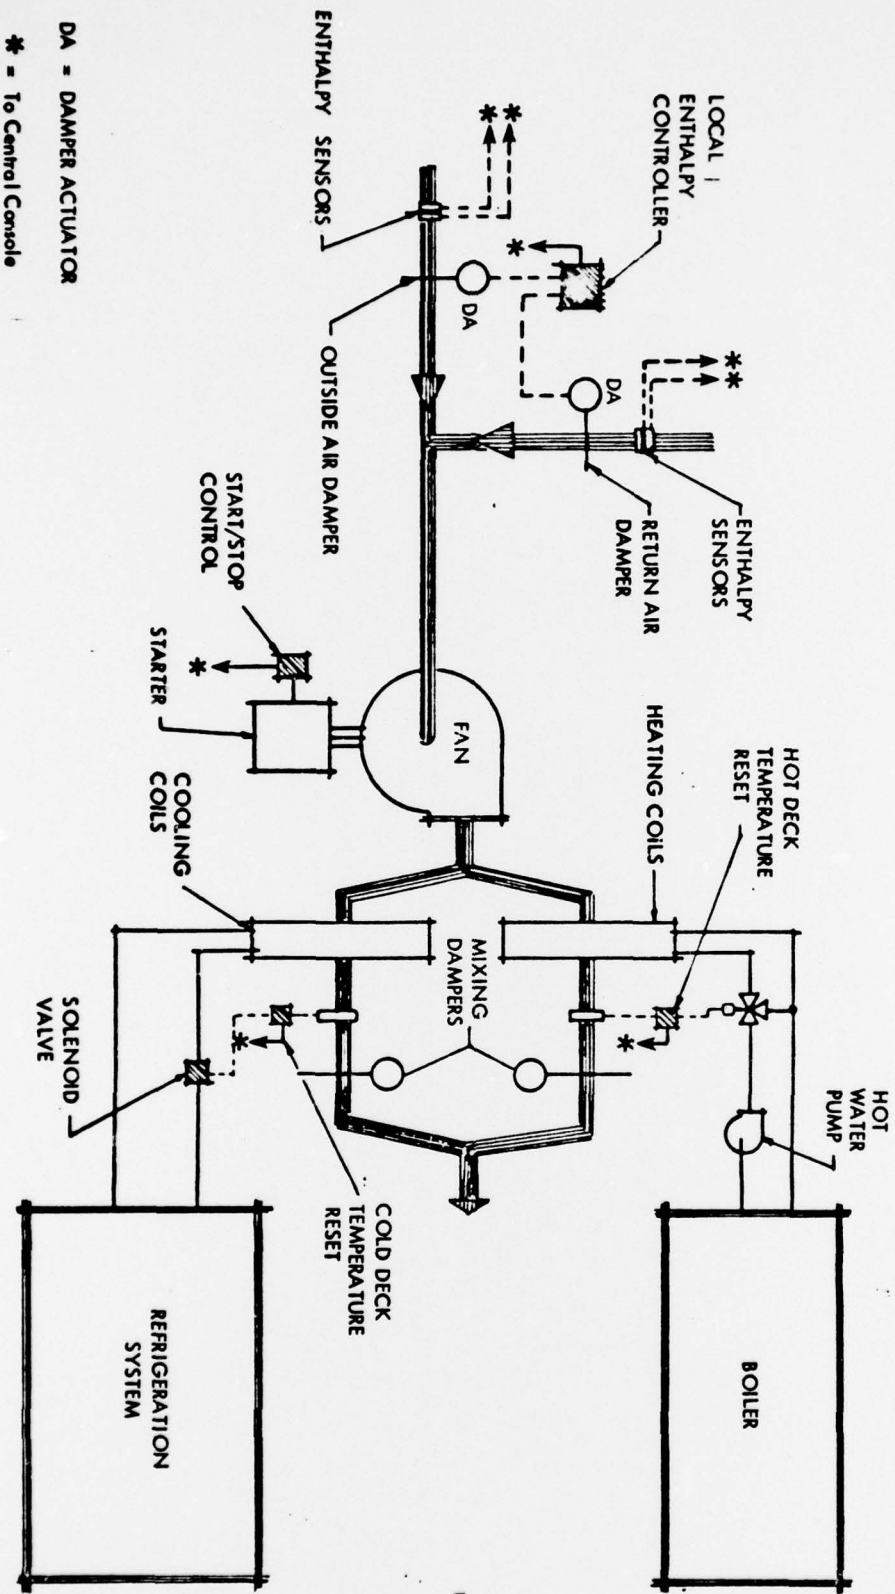 LOCAL
ENTHALPY
CONTROLLER
ENTHALPY SENSORS
DA = DAMPER ACTUATOR
* = To Central Console
*
*
*
DA
DA
* *
OUTSIDE AIR DAMPER
ENTHALPY
SENSORS
RETURN AIR
DAMPER
START/STOP
CONTROL
*
STARTER
FAN
HEATING COILS
HOT DECK
TEMPERATURE
RESET
COOLING
COILS
MIXING
DAMPERS
*
*
SOLENOID
VALVE
HOT
WATER
PUMP
COLD DECK
TEMPERATURE
RESET
REFRIGERATION
SYSTEM
BOILER